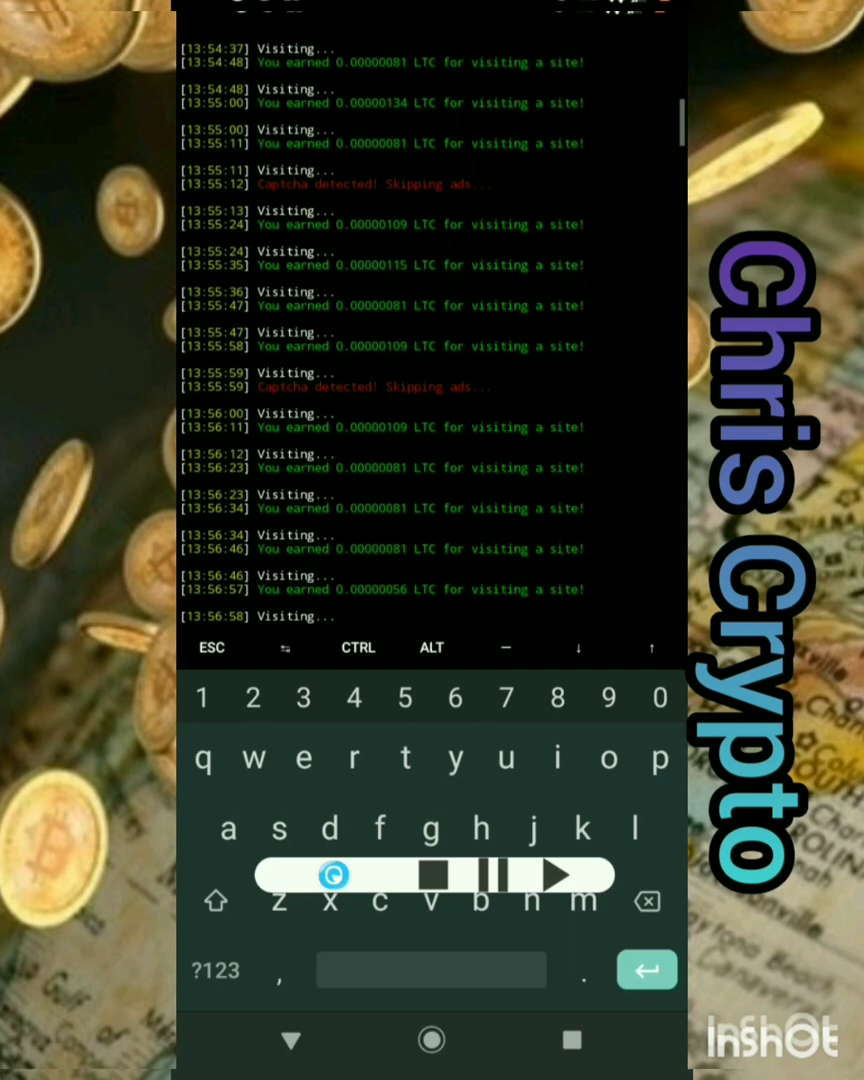 [13:54:37] Visiting...
[13:54:48] You earned 0.00000081 LTC for visiting a site!
[13:54:48] Visiting...
[13:55:00] You earned 0.00000134 LTC for visiting a site!
[13:55:00] Visiting...
[13:55:11] You earned 0.00000081 LTC for visiting a site!
[13:55:11] Visiting...
[13:55:12] Captcha detected! Skipping ads...
[13:55:13] Visiting...
[13:55:24] You earned 0.00000109 LTC for visiting a site!
[13:55:24] Visiting...
[13:55:35] You earned 0.00000115 LTC for visiting a site!
[13:55:36] Visiting...
[13:55:47] You earned 0.00000081 LTC for visiting a site!
[13:55:47] Visiting...
[13:55:58] You earned 0.00000109 LTC for visiting a site!
[13:55:59] Visiting...
[13:55:59] Captcha detected! Skipping ads...
[13:56:00] Visiting...
[13:56:11] You earned 0.00000109 LTC for visiting a site!
[13:56:12] Visiting...
[13:56:23] You earned 0.00000081 LTC for visiting a site!
[13:56:23] Visiting...
[13:56:34] You earned 0.00000081 LTC for visiting a site!
[13:56:34] Visiting...
[13:56:46] You earned 0.00000081 LTC for visiting a site!
[13:56:46] Visiting...
[13:56:57] You earned 0.00000056 LTC for visiting a site!
[13:56:58] Visiting...
ESC ↹ CTRL ALT — ↓ ↑
1 2 3 4 5 6 7 8 9 0
q w e r t y u i o p
a s d f g h j k l
z x c v b n m
?123 , .
Chris Crypto
INDIANA
InShOt